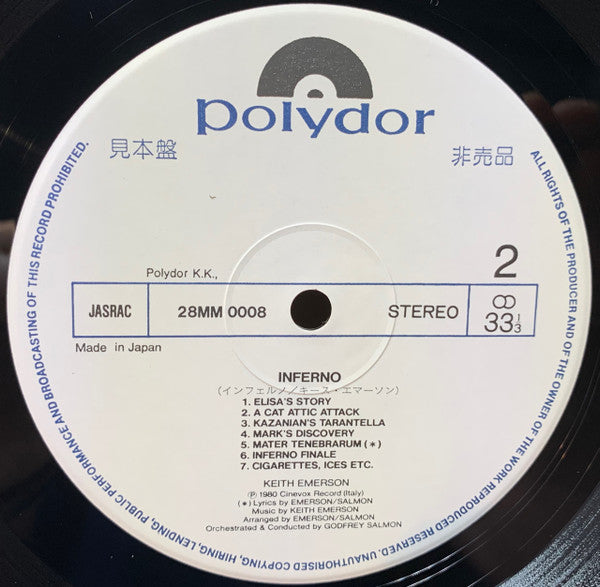 polydor
見本盤
非売品
2
Polydor K.K.,
JASRAC
28MM 0008
STEREO
33 1/3
Made in Japan
INFERNO
(インフェルノ／キース・エマーソン)
1. ELISA'S STORY
2. A CAT ATTIC ATTACK
3. KAZANIAN'S TARANTELLA
4. MARK'S DISCOVERY
5. MATER TENEBRARUM (*)
6. INFERNO FINALE
7. CIGARETTES, ICES ETC.
KEITH EMERSON
Ⓟ 1980 Cinevox Record (Italy)
(*) Lyrics by EMERSON/SALMON
Music by KEITH EMERSON
Arranged by EMERSON/SALMON
Orchestrated & Conducted by GODFREY SALMON
ALL RIGHTS OF THE PRODUCER AND OF THE OWNER OF THE WORK REPRODUCED RESERVED. UNAUTHORISED COPYING, HIRING, LENDING, PUBLIC PERFORMANCE AND BROADCASTING OF THIS RECORD PROHIBITED.